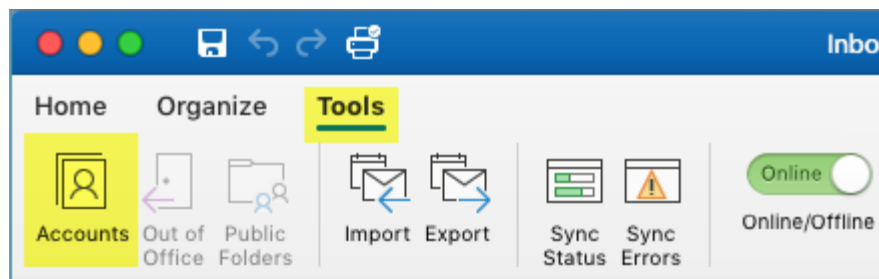 Inbo
Home Organize Tools
Online
Accounts Out of Office Public Folders Import Export Sync Status Sync Errors Online/Offline